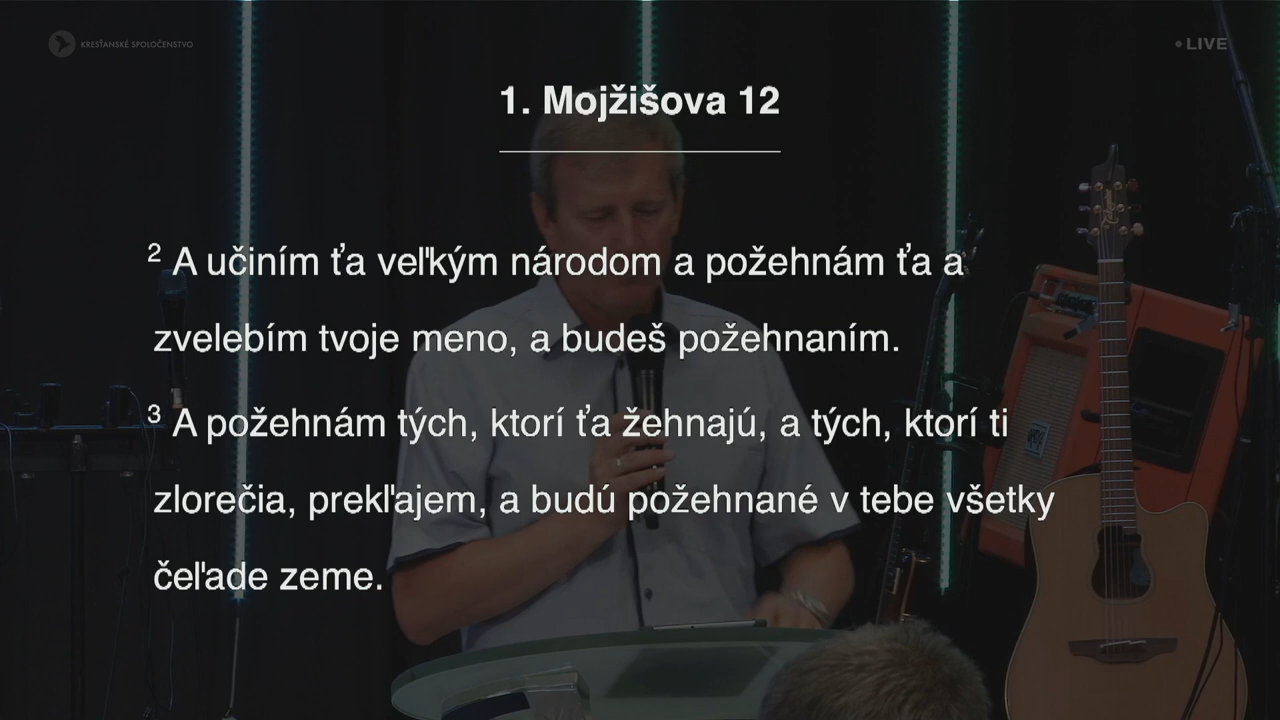 KRESŤANSKÉ SPOLOČENSTVO
LIVE
1. Mojžišova 12
2 A učiním ťa veľkým národom a požehnám ťa a
zvelebím tvoje meno, a budeš požehnaním.
3 A požehnám tých, ktorí ťa žehnajú, a tých, ktorí ti
zlorečia, prekľajem, a budú požehnané v tebe všetky
čeľade zeme.